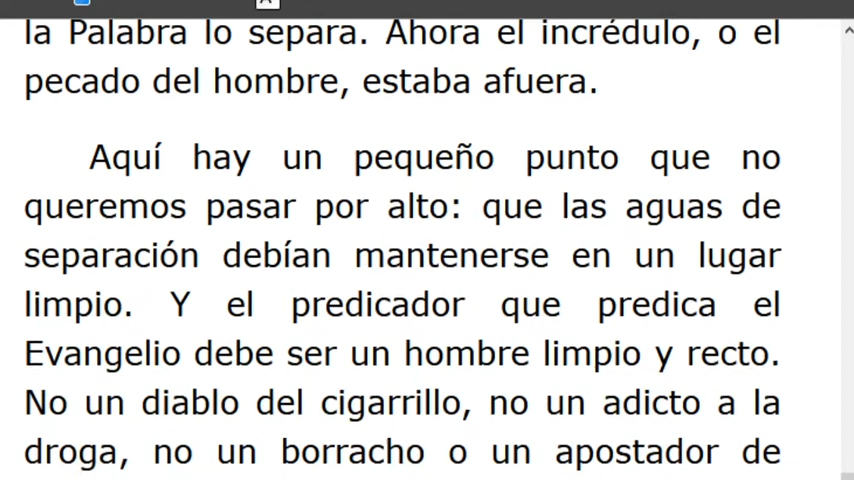 la Palabra lo separa. Ahora el incrédulo, o el
pecado del hombre, estaba afuera.
Aquí hay un pequeño punto que no
queremos pasar por alto: que las aguas de
separación debían mantenerse en un lugar
limpio. Y el predicador que predica el
Evangelio debe ser un hombre limpio y recto.
No un diablo del cigarrillo, no un adicto a la
droga, no un borracho o un apostador de